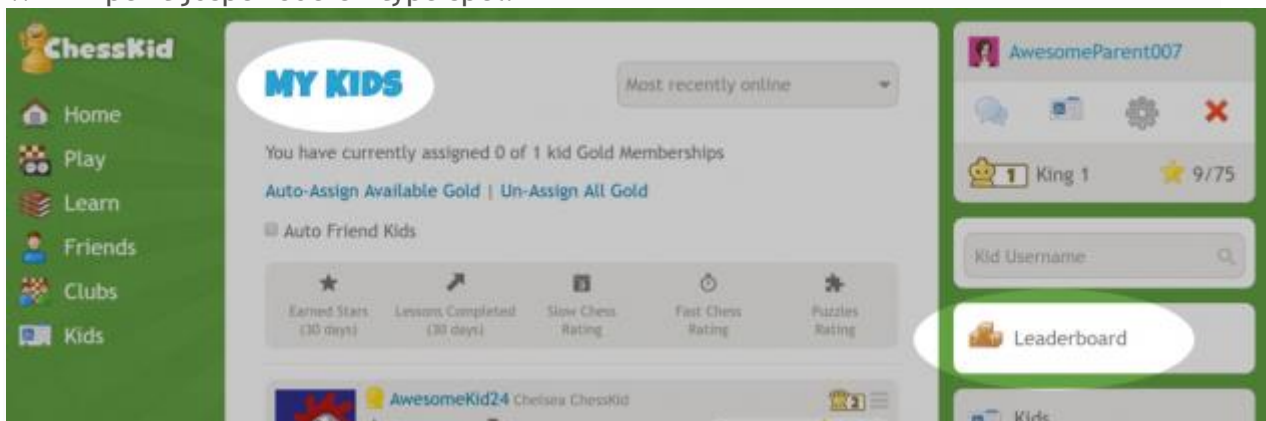 ChessKid
Home
Play
Learn
Friends
Clubs
Kids
MY KIDS
Most recently online
You have currently assigned 0 of 1 kid Gold Memberships
Auto-Assign Available Gold | Un-Assign All Gold
Auto Friend Kids
Earned Stars (30 days)
Lessons Completed (30 days)
Slow Chess Rating
Fast Chess Rating
Puzzles Rating
AwesomeKid24 Chelsea ChessKid
2
AwesomeParent007
1 King 1
9/75
Kid Username
Leaderboard
Kids